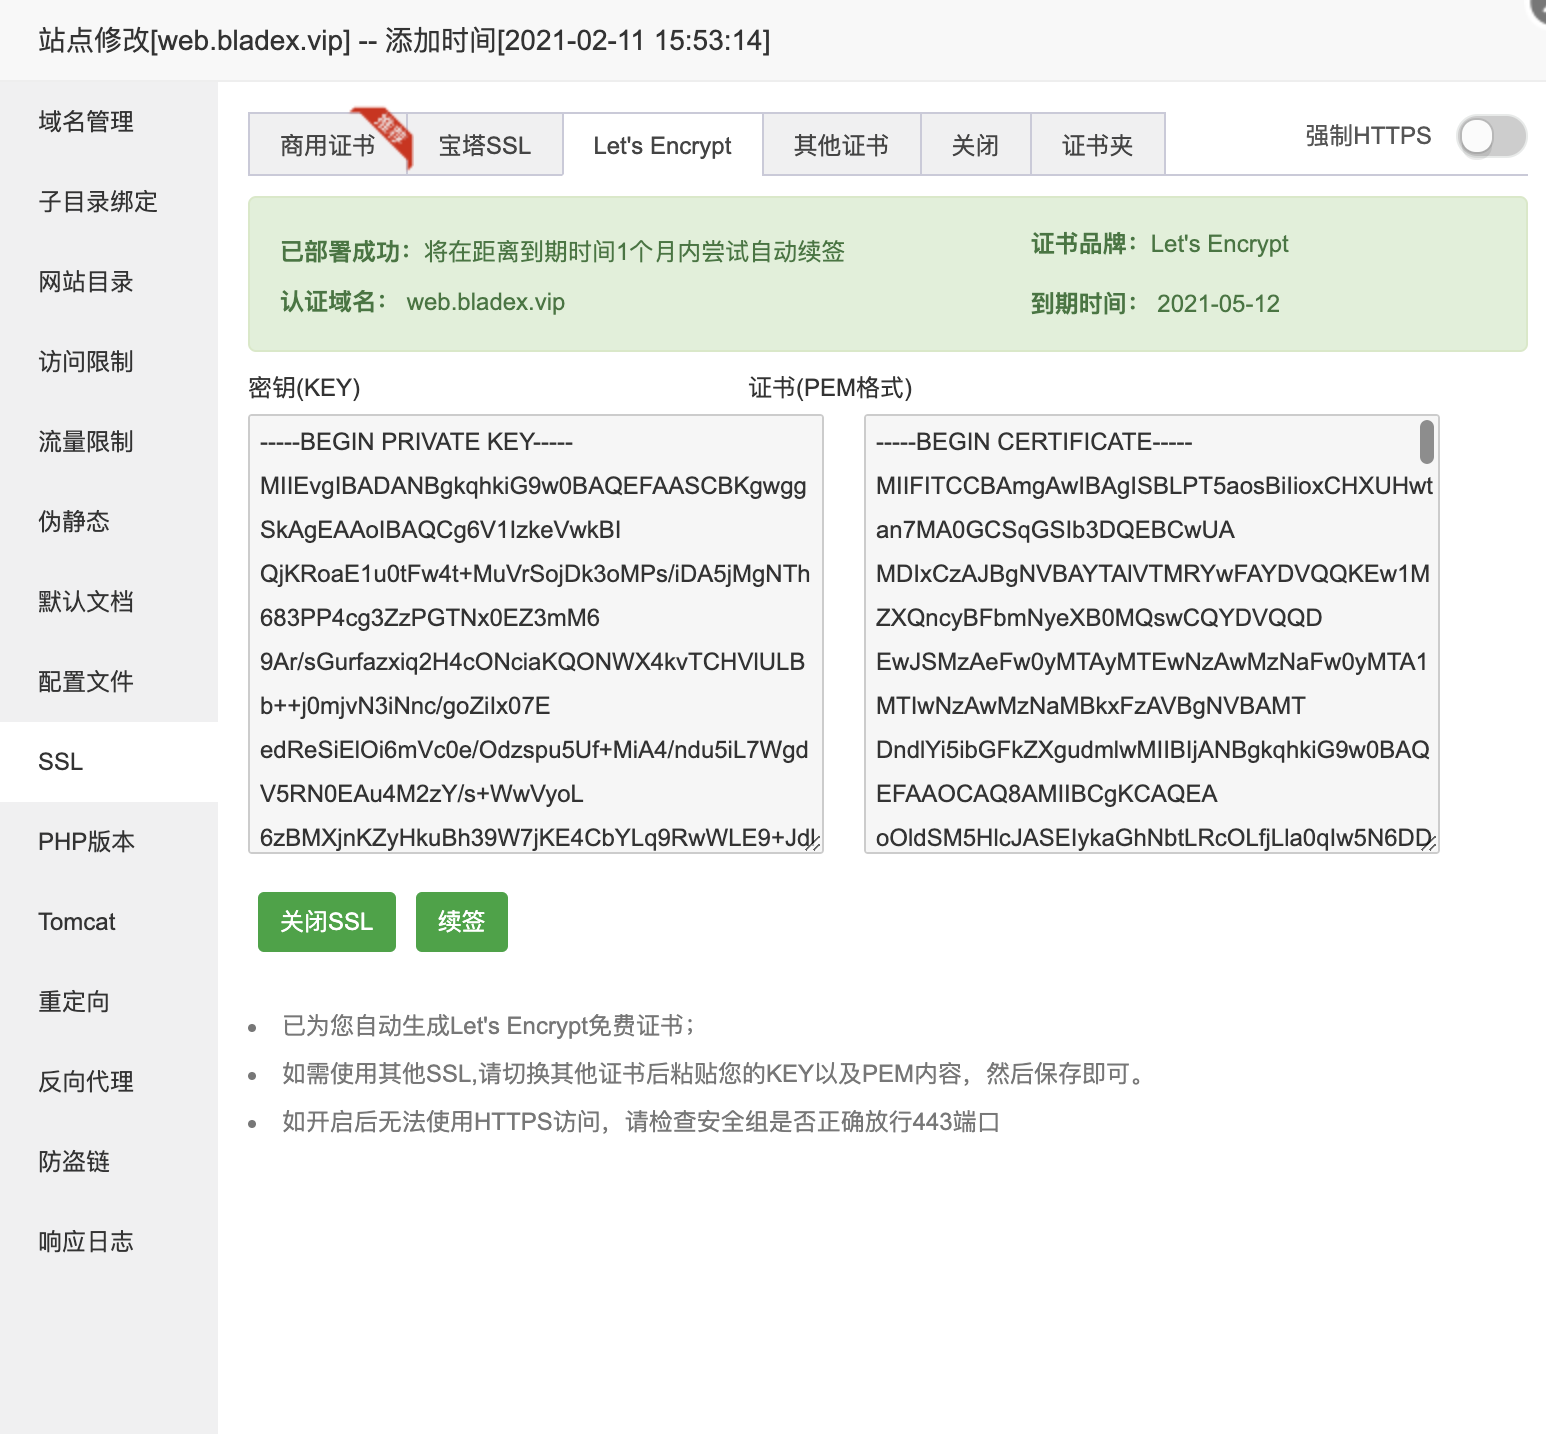 站点修改[web.bladex.vip] -- 添加时间[2021-02-11 15:53:14]
域名管理
子目录绑定
网站目录
访问限制
流量限制
伪静态
默认文档
配置文件
SSL
PHP版本
Tomcat
重定向
反向代理
防盗链
响应日志
商用证书
推荐
宝塔SSL
Let's Encrypt
其他证书
关闭
证书夹
强制HTTPS
已部署成功：将在距离到期时间1个月内尝试自动续签
证书品牌：Let's Encrypt
认证域名： web.bladex.vip
到期时间： 2021-05-12
密钥(KEY)
-----BEGIN PRIVATE KEY-----
MIIEvgIBADANBgkqhkiG9w0BAQEFAASCBKgwgg
SkAgEAAoIBAQCg6V1IzkeVwkBI
QjKRoaE1u0tFw4t+MuVrSojDk3oMPs/iDA5jMgNTh
683PP4cg3ZzPGTNx0EZ3mM6
9Ar/sGurfazxiq2H4cONciaKQONWX4kvTCHVlULB
b++j0mjvN3iNnc/goZiIx07E
edReSiElOi6mVc0e/Odzspu5Uf+MiA4/ndu5iL7Wgd
V5RN0EAu4M2zY/s+WwVyoL
6zBMXjnKZyHkuBh39W7jKE4CbYLq9RwWLE9+Jdl
证书(PEM格式)
-----BEGIN CERTIFICATE-----
MIIFITCCBAmgAwIBAgISBLPT5aosBiIioxCHXUHwt
an7MA0GCSqGSIb3DQEBCwUA
MDIxCzAJBgNVBAYTAlVTMRYwFAYDVQQKEw1M
ZXQncyBFbmNyeXB0MQswCQYDVQQD
EwJSMzAeFw0yMTAyMTEwNzAwMzNaFw0yMTA1
MTIwNzAwMzNaMBkxFzAVBgNVBAMT
DndlYi5ibGFkZXgudmlwMIIBIjANBgkqhkiG9w0BAQ
EFAAOCAQ8AMIIBCgKCAQEA
oOldSM5HlcJASEIykaGhNbtLRcOLfjLla0qIw5N6DD
关闭SSL
续签
已为您自动生成Let's Encrypt免费证书；
如需使用其他SSL,请切换其他证书后粘贴您的KEY以及PEM内容，然后保存即可。
如开启后无法使用HTTPS访问，请检查安全组是否正确放行443端口